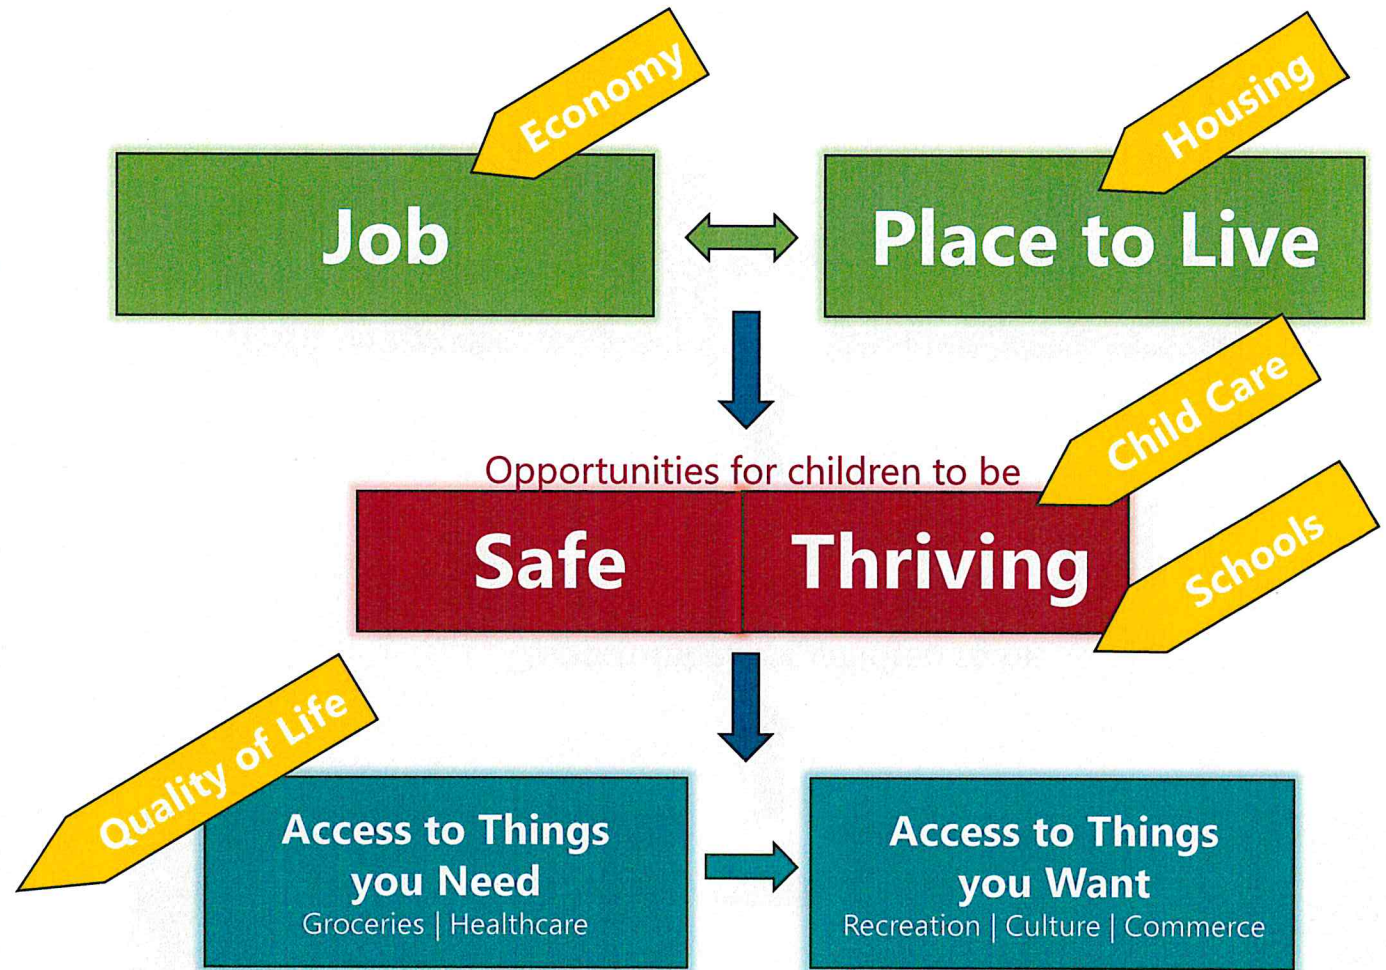 Economy
Housing
Job
Place to Live
Opportunities for children to be
Child Care
Safe
Thriving
Schools
Quality of Life
Access to Things
you Need
Groceries | Healthcare
Access to Things
you Want
Recreation | Culture | Commerce